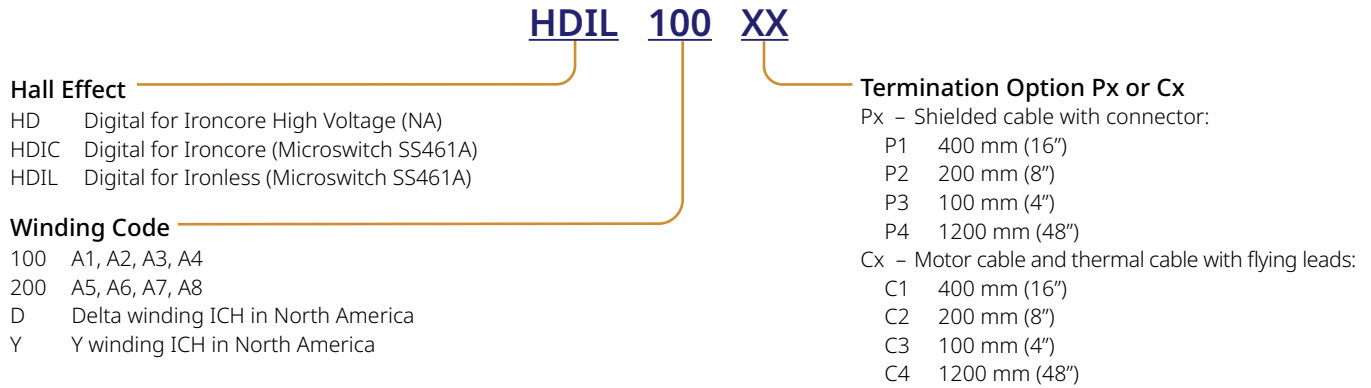 HDIL 100 XX
Hall Effect
HD Digital for Ironcore High Voltage (NA)
HDIC Digital for Ironcore (Microswitch SS461A)
HDIL Digital for Ironless (Microswitch SS461A)
Winding Code
100 A1, A2, A3, A4
200 A5, A6, A7, A8
D Delta winding ICH in North America
Y Y winding ICH in North America
Termination Option Px or Cx
Px – Shielded cable with connector:
P1 400 mm (16”)
P2 200 mm (8”)
P3 100 mm (4”)
P4 1200 mm (48”)
Cx – Motor cable and thermal cable with flying leads:
C1 400 mm (16”)
C2 200 mm (8”)
C3 100 mm (4”)
C4 1200 mm (48”)